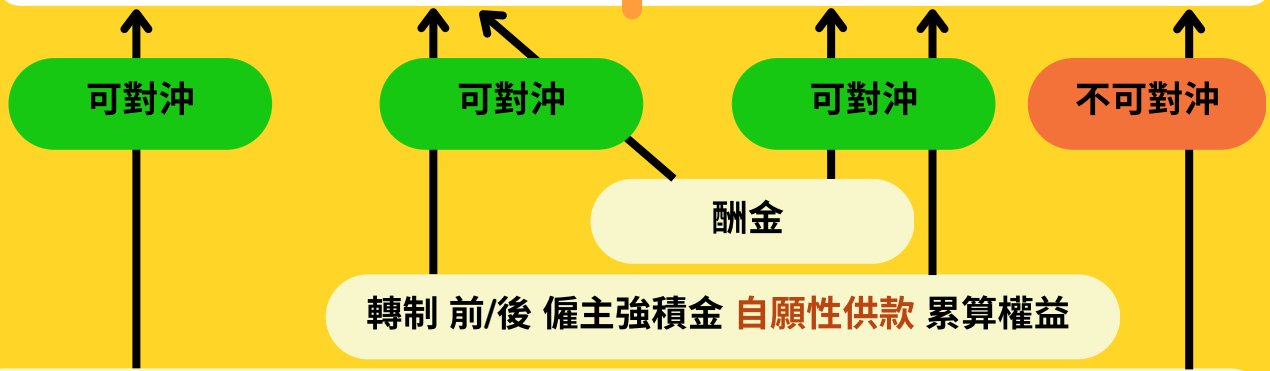 可對沖
可對沖
可對沖
不可對沖
酬金
轉制 前/後 僱主強積金 自願性供款 累算權益